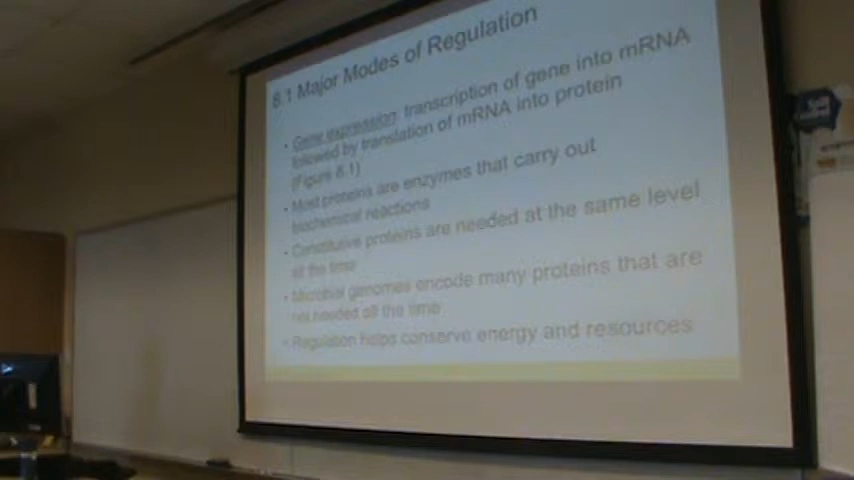 8.1 Major Modes of Regulation
• Gene expression: transcription of gene into mRNA
followed by translation of mRNA into protein
(Figure 8.1)
• Most proteins are enzymes that carry out
biochemical reactions
• Constitutive proteins are needed at the same level
all the time
• Microbial genomes encode many proteins that are
not needed all the time
• Regulation helps conserve energy and resources